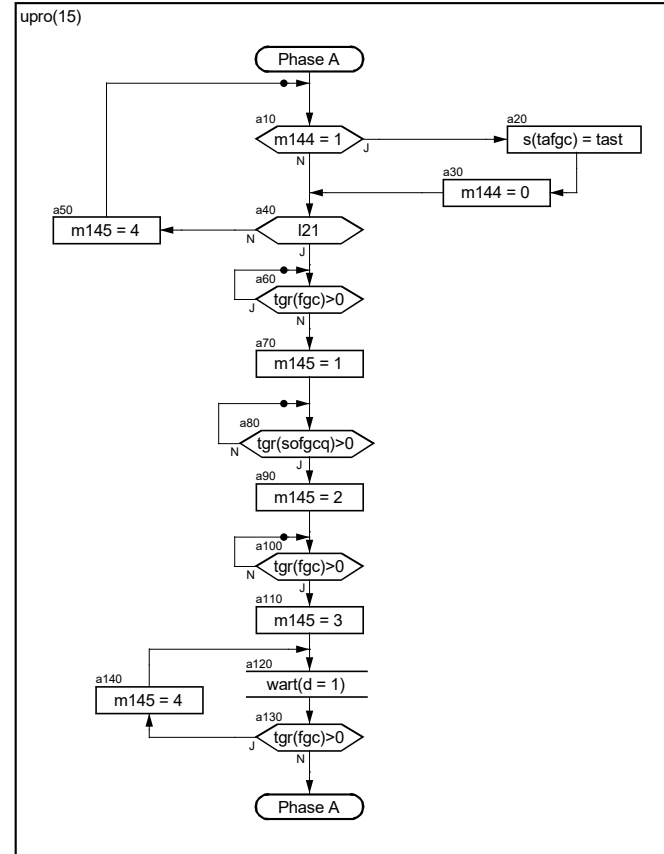 upro(15)
Phase A
a10
m144 = 1
J
N
a20
s(tafgc) = tast
a30
m144 = 0
a50
m145 = 4
a40
l21
N
J
a60
tgr(fgc)>0
J
N
a70
m145 = 1
a80
tgr(sofgcq)>0
N
J
a90
m145 = 2
a100
tgr(fgc)>0
N
J
a110
m145 = 3
a120
wart(d = 1)
a140
m145 = 4
a130
tgr(fgc)>0
J
N
Phase A